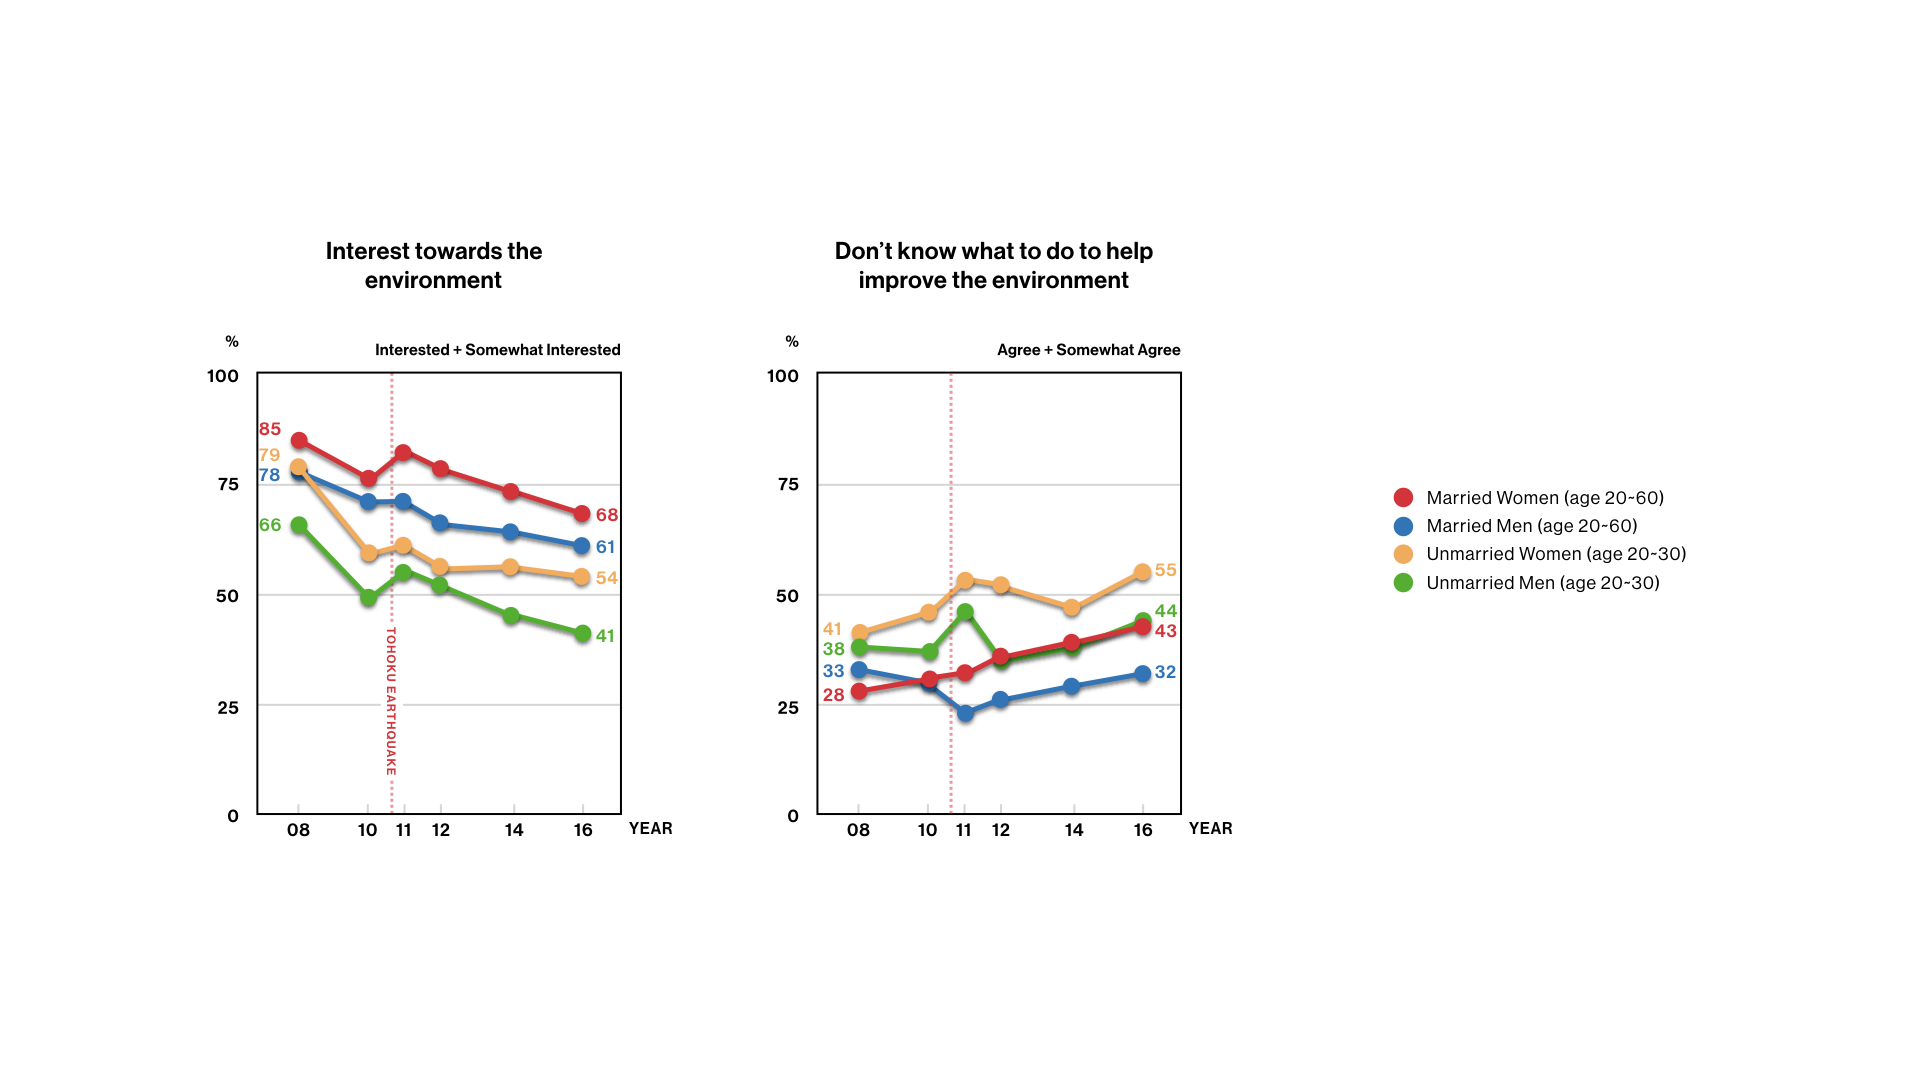 Interest towards the
environment
%
Interested + Somewhat Interested
100
75
50
25
0
85
79
78
66
68
61
54
41
TOHOKU EARTHQUAKE
08 10 11 12 14 16 YEAR
Don’t know what to do to help
improve the environment
%
Agree + Somewhat Agree
100
75
50
25
0
41
38
33
28
55
44
43
32
08 10 11 12 14 16 YEAR
Married Women (age 20~60)
Married Men (age 20~60)
Unmarried Women (age 20~30)
Unmarried Men (age 20~30)